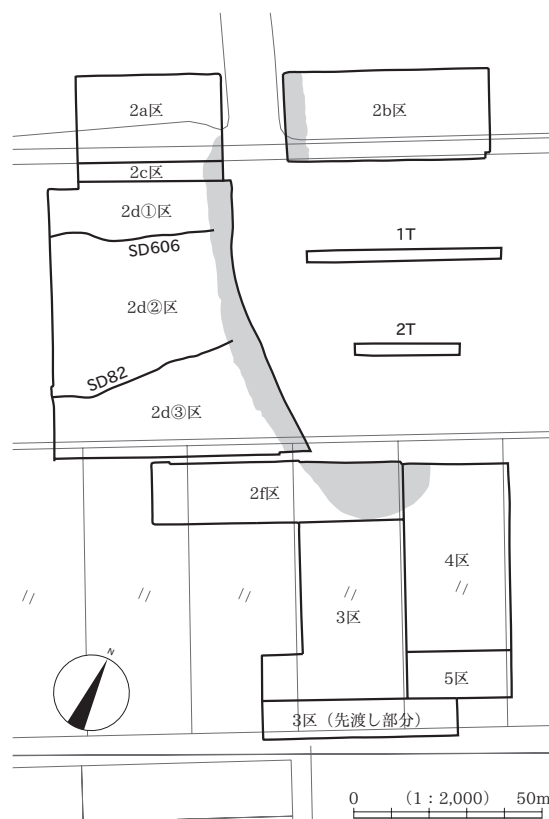 2a区
2b区
2c区
2d①区
SD606
1T
2d②区
2T
SD82
2d③区
2f区
4区
3区
5区
N
3区（先渡し部分）
0 （1：2,000） 50m